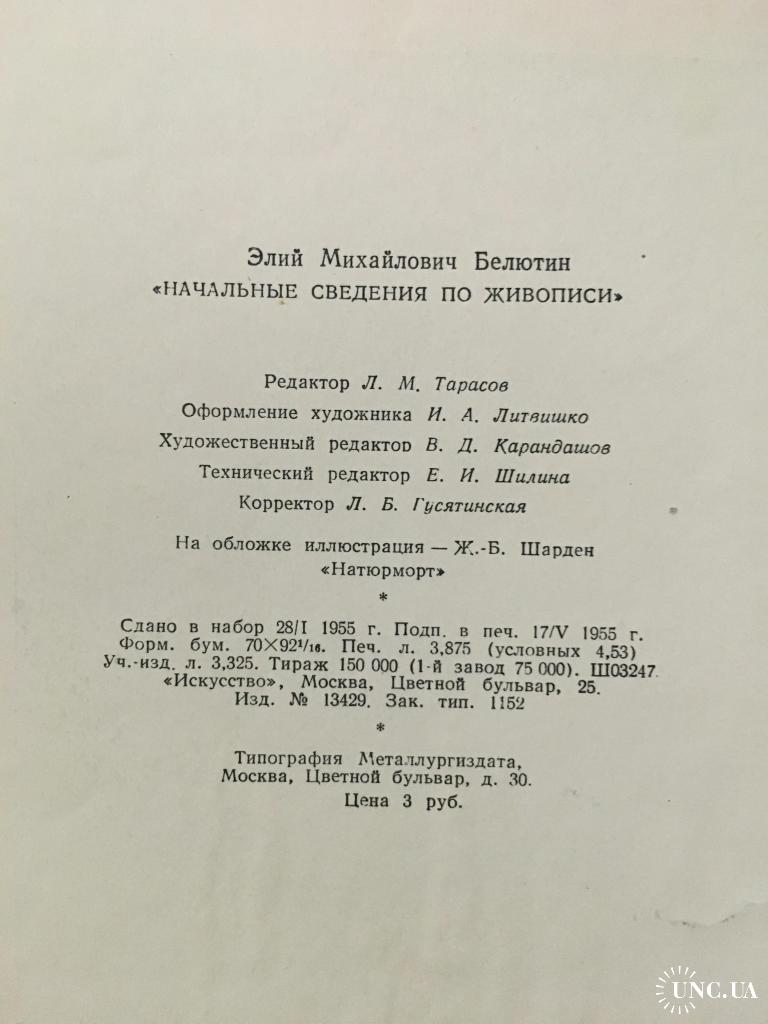 Элий Михайлович Белютин
«НАЧАЛЬНЫЕ СВЕДЕНИЯ ПО ЖИВОПИСИ»
Редактор Л. М. Тарасов
Оформление художника И. А. Литвишко
Художественный редактор В. Д. Карандашов
Технический редактор Е. И. Шилина
Корректор Л. Б. Гусятинская
На обложке иллюстрация — Ж.-Б. Шарден
«Натюрморт»
*
Сдано в набор 28/I 1955 г. Подп. в печ. 17/V 1955 г.
Форм. бум. 70×92¹/₁₆. Печ. л. 3,875 (условных 4,53)
Уч.-изд. л. 3,325. Тираж 150 000 (1-й завод 75 000). Ш03247.
«Искусство», Москва, Цветной бульвар, 25.
Изд. № 13429. Зак. тип. 1152
*
Типография Металлургиздата,
Москва, Цветной бульвар, д. 30.
Цена 3 руб.
UNC.UA